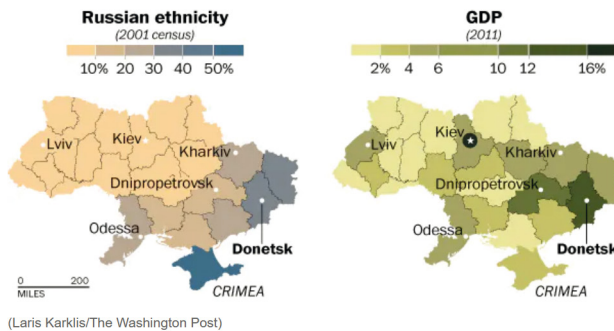 Russian ethnicity
(2001 census)
10% 20 30 40 50%
Lviv
Kiev
Kharkiv
Dnipropetrovsk
Odessa
Donetsk
0 200
MILES
CRIMEA
GDP
(2011)
2% 4 6 10 12 16%
Lviv
Kiev
Kharkiv
Dnipropetrovsk
Odessa
Donetsk
CRIMEA
(Laris Karklis/The Washington Post)